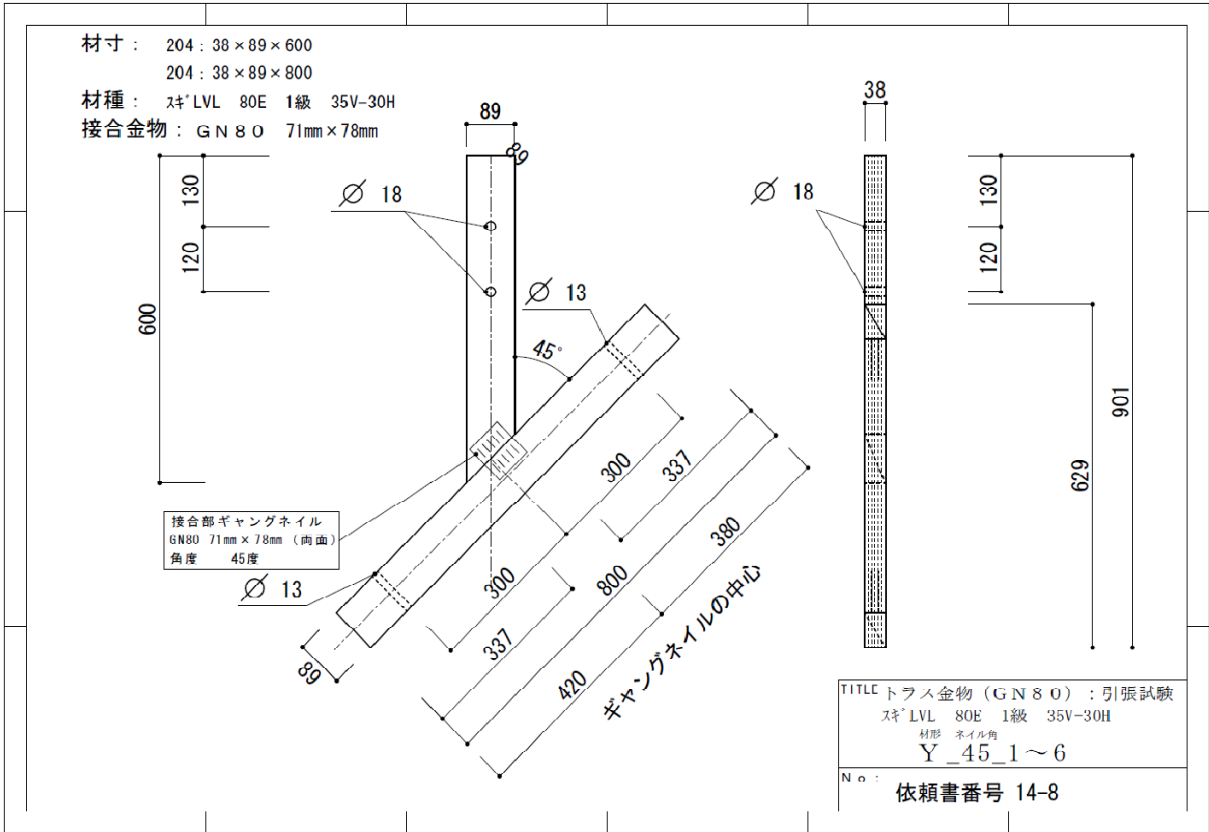 材寸： 204：38×89×600
204：38×89×800
材種： スギLVL 80E 1級 35V-30H
接合金物：GN80 71mm×78mm
89
89
38
130
120
600
∅ 18
∅ 13
45°
∅ 18
130
120
901
629
接合部ギャングネイル
GN80 71mm×78mm（両面）
角度 45度
∅ 13
89
300
337
300
337
800
380
420
ギャングネイルの中心
TITLE トラス金物（GN80）：引張試験
スギLVL 80E 1級 35V-30H
材形 ネイル角
Y_45_1～6
No：
依頼書番号 14-8